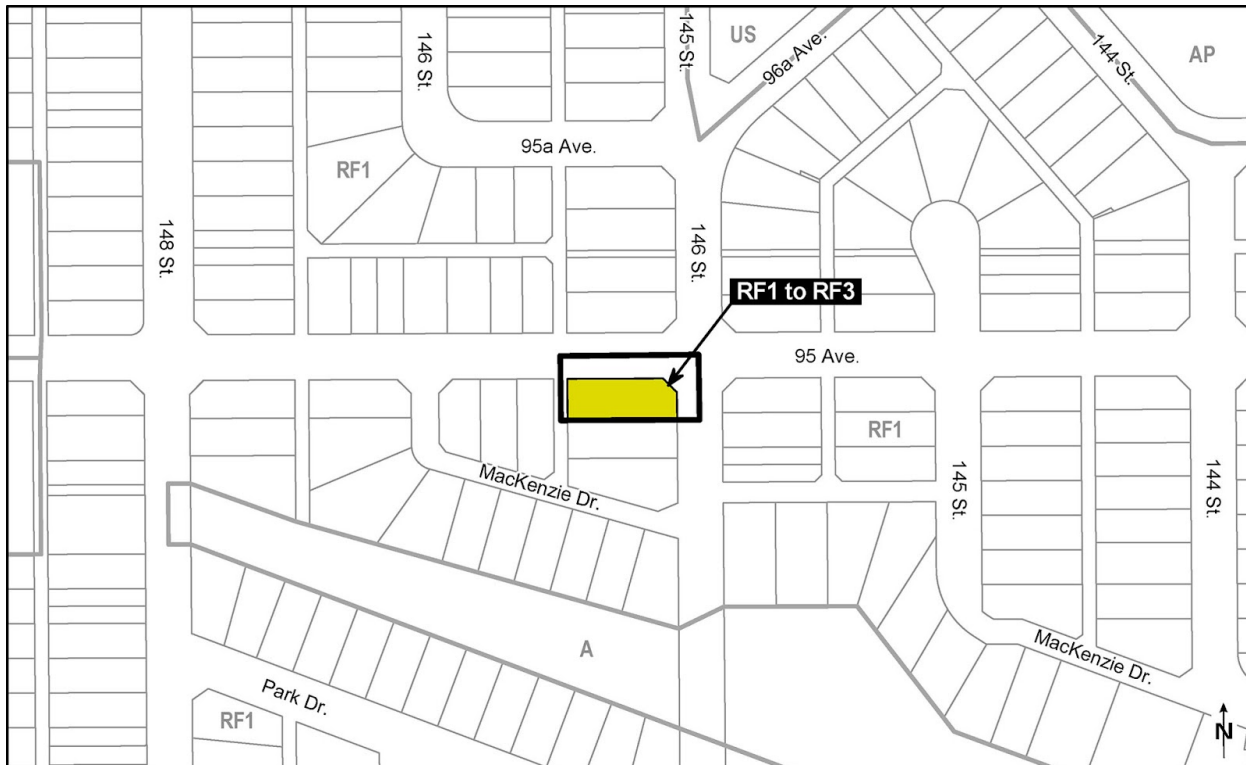 US
AP
146 St.
145 St.
96a Ave.
144 St.
95a Ave.
RF1
148 St.
146 St.
RF1 to RF3
95 Ave.
RF1
MacKenzie Dr.
145 St.
144 St.
A
MacKenzie Dr.
Park Dr.
RF1
N